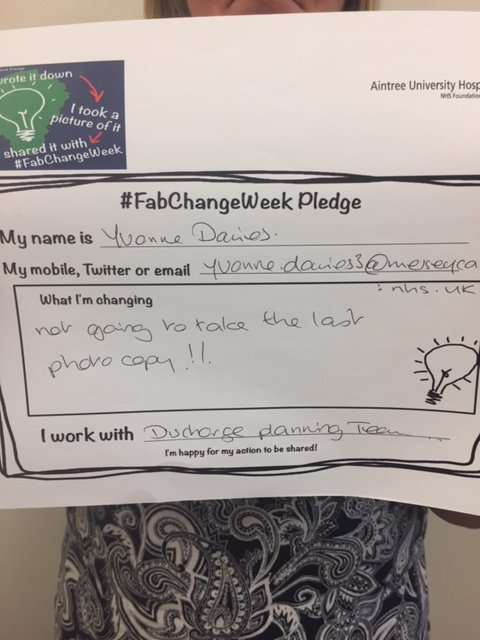 wrote it down
I took a
picture of it
shared it with
#FabChangeWeek
Aintree University Hosp
NHS Foundation
#FabChangeWeek Pledge
My name is Yvonne Davies.
My mobile, Twitter or email yvonne.davies3@merseyca
: nhs.uk
What I'm changing
not going to take the last
photo copy !!.
I work with Discharge planning Team
I'm happy for my action to be shared!